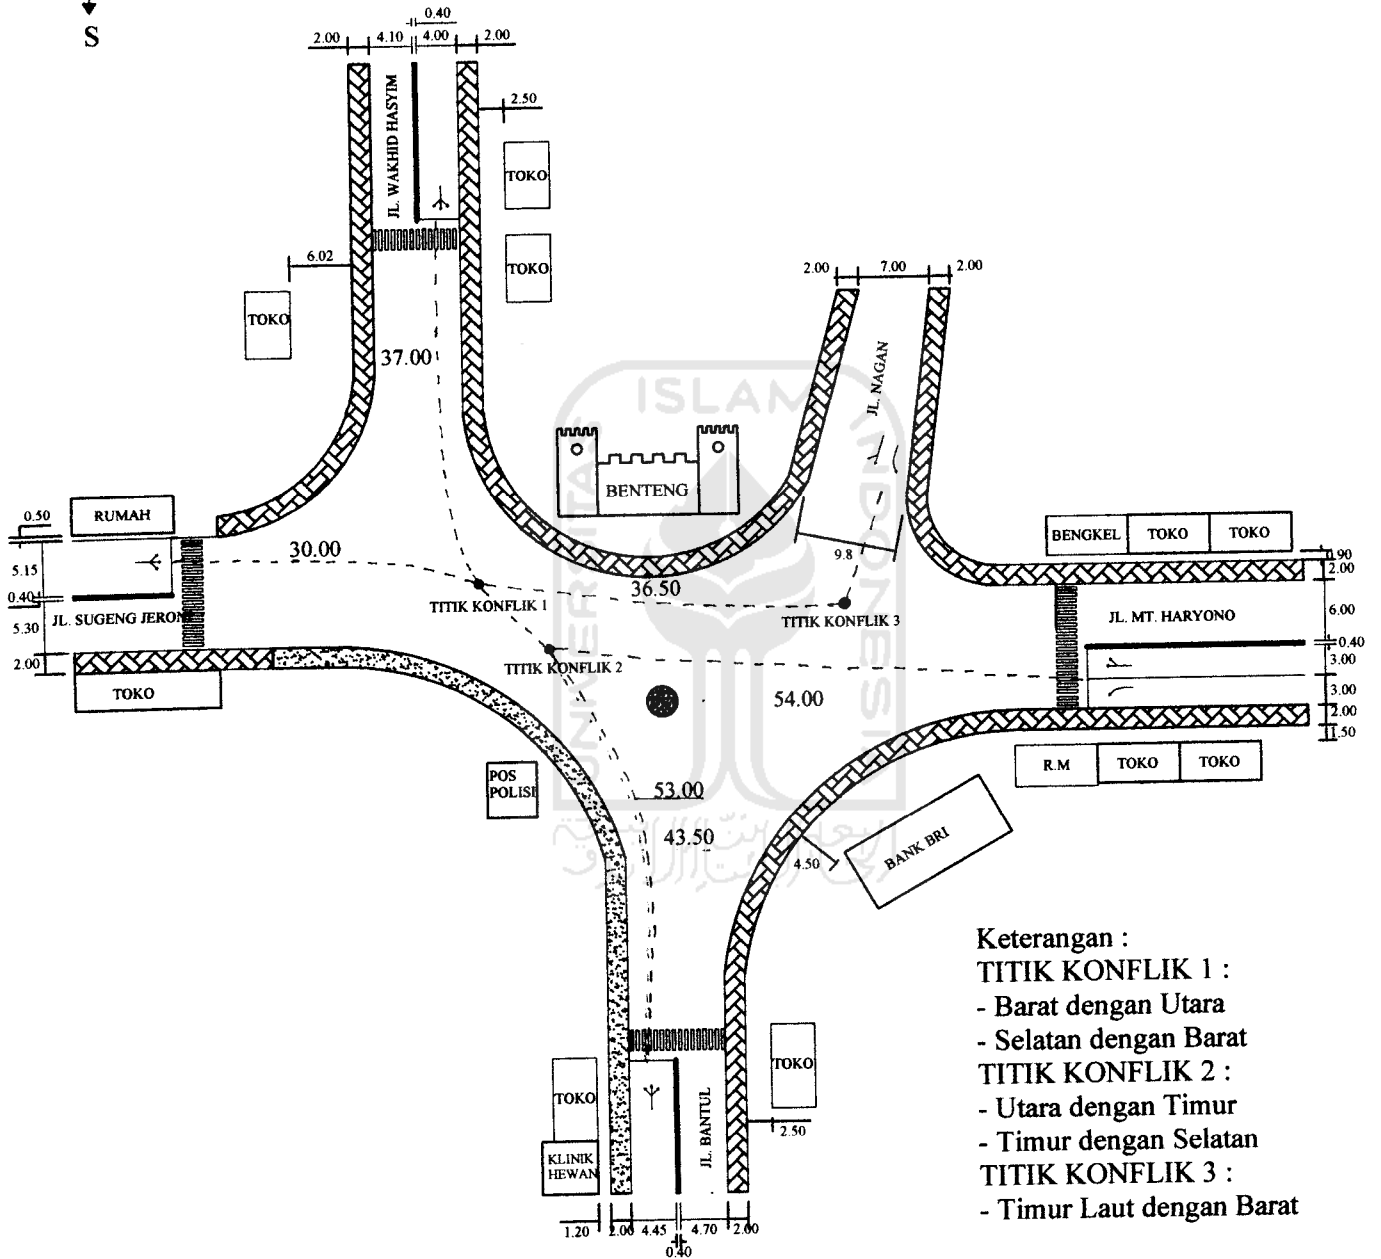 S
0.40
2.00 4.10 4.00 2.00
JL. WAKHID HASYIM
2.50
TOKO
TOKO
6.02
TOKO
37.00
2.00 7.00 2.00
JL. NAGAN
ISLAM
UNIVERSITAS
INDONESIA
BENTENG
9.8
RUMAH
0.50
5.15
0.40
5.30
2.00
30.00
JL. SUGENG JERONI
TOKO
TITIK KONFLIK 1
36.50
TITIK KONFLIK 3
TITIK KONFLIK 2
54.00
BENGKEL TOKO TOKO
0.90
2.00
6.00
JL. MT. HARYONO
0.40
3.00
3.00
2.00
1.50
R.M TOKO TOKO
POS
POLISI
53.00
43.50
4.50
BANK BRI
TOKO
KLINIK
HEWAN
TOKO
JL. BANTUL
2.50
1.20 2.00 4.45 4.70 2.00
0.40
Keterangan :
TITIK KONFLIK 1 :
- Barat dengan Utara
- Selatan dengan Barat
TITIK KONFLIK 2 :
- Utara dengan Timur
- Timur dengan Selatan
TITIK KONFLIK 3 :
- Timur Laut dengan Barat